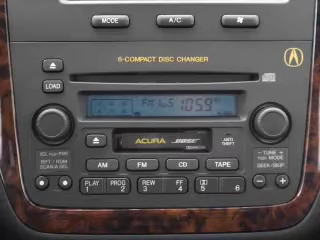 MODE A/C
6-COMPACT DISC CHANGER
LOAD
105.9
ACURA BOSE
ANTI THEFT
AM FM CD TAPE
TUNE
MODE
SEEK/SKIP
PLAY PROG REW FF
1 2 3 4 5 6